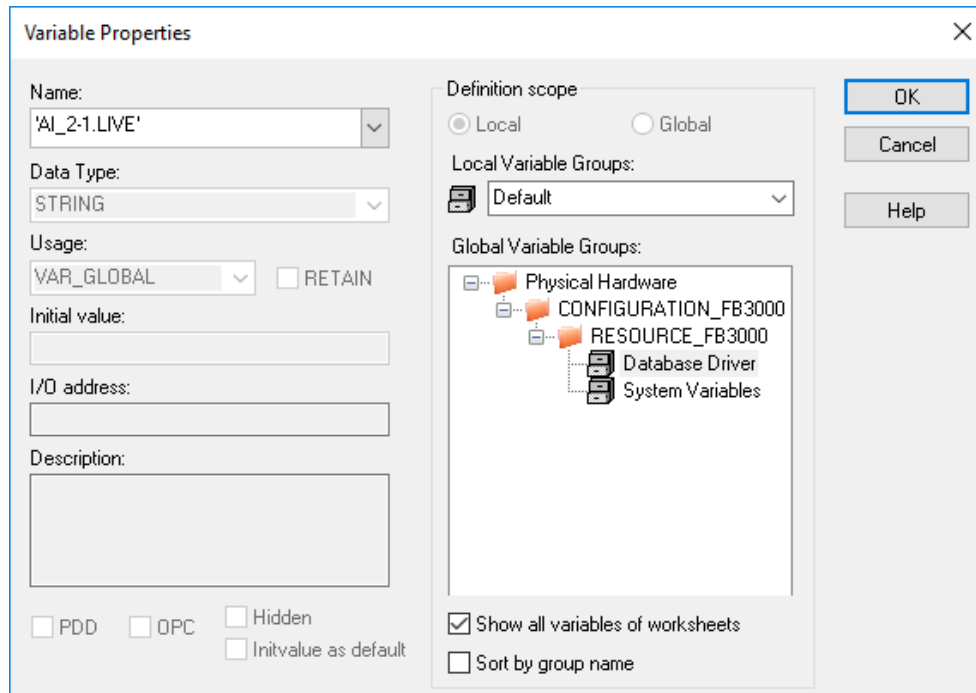 Variable Properties
Name:
'AI_2-1.LIVE'
Data Type:
STRING
Usage:
VAR_GLOBAL
RETAIN
Initial value:
I/O address:
Description:
PDD
OPC
Hidden
Initvalue as default
Definition scope
Local
Global
Local Variable Groups:
Default
Global Variable Groups:
Physical Hardware
CONFIGURATION_FB3000
RESOURCE_FB3000
Database Driver
System Variables
Show all variables of worksheets
Sort by group name
OK
Cancel
Help